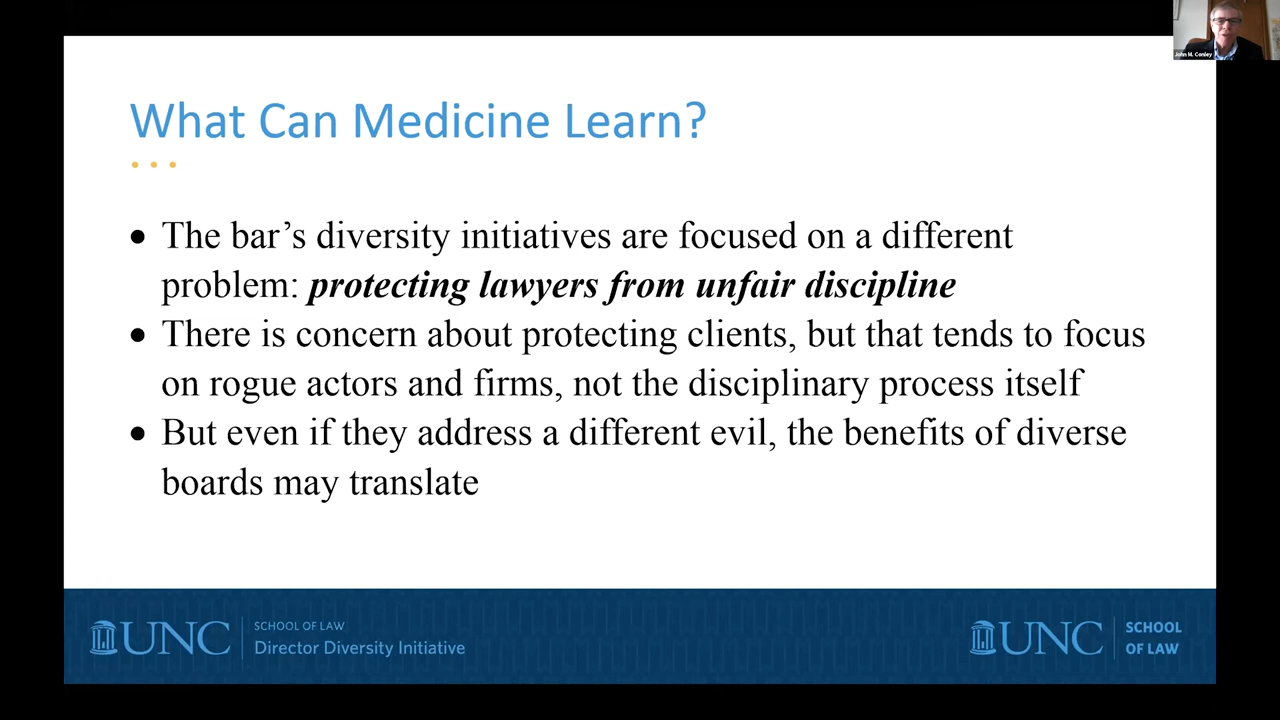 John M. Conley
What Can Medicine Learn?
• The bar’s diversity initiatives are focused on a different
problem: protecting lawyers from unfair discipline
• There is concern about protecting clients, but that tends to focus
on rogue actors and firms, not the disciplinary process itself
• But even if they address a different evil, the benefits of diverse
boards may translate
UNC
SCHOOL OF LAW
Director Diversity Initiative
UNC
SCHOOL
OF LAW